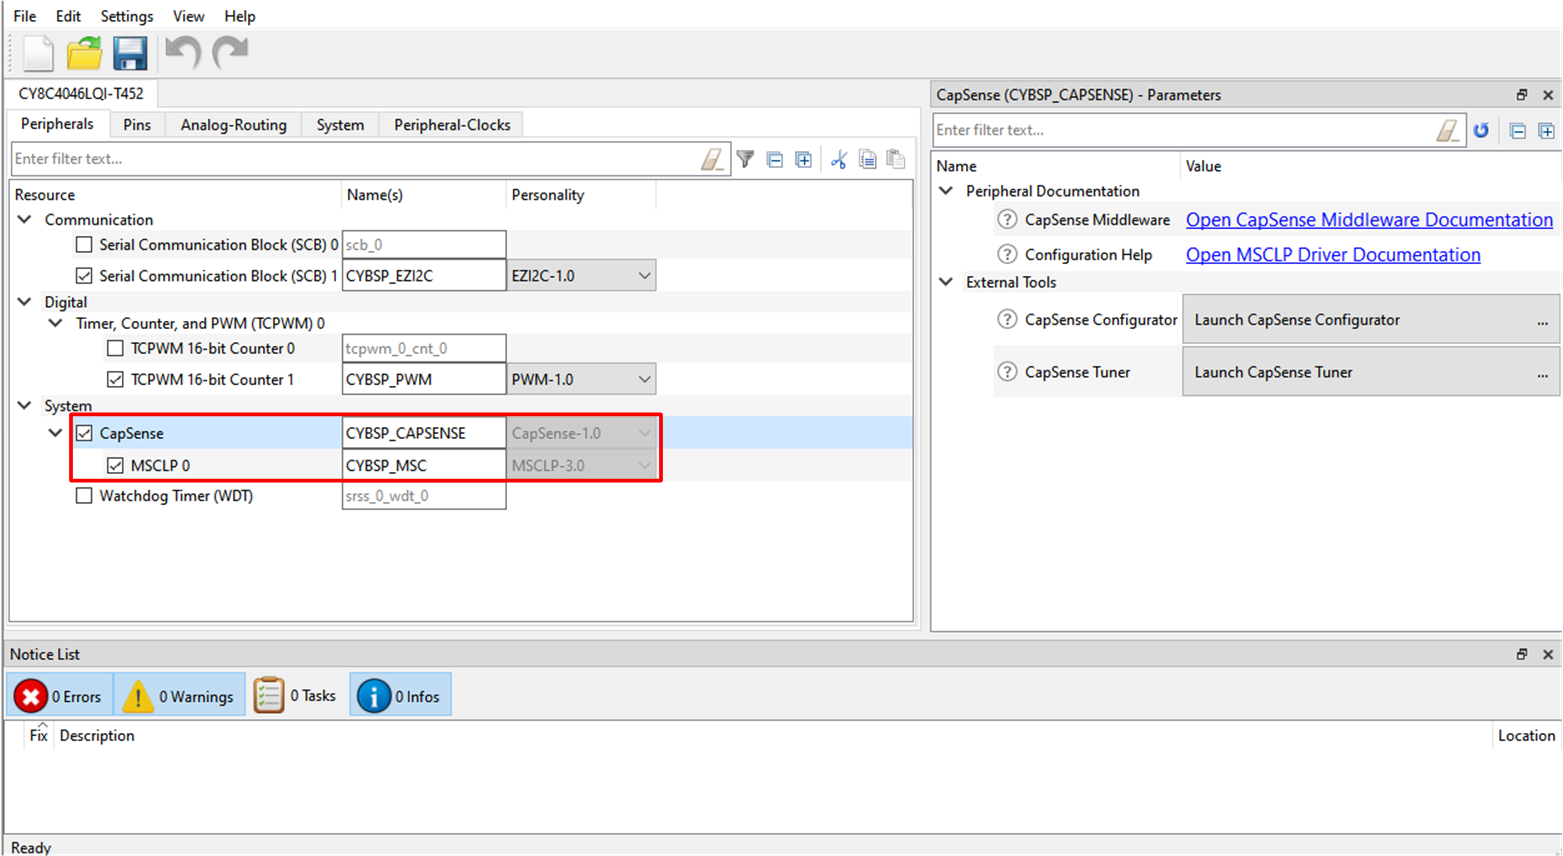 File Edit Settings View Help
CY8C4046LQI-T452
Peripherals Pins Analog-Routing System Peripheral-Clocks
Enter filter text...
Resource Name(s) Personality
Communication
Serial Communication Block (SCB) 0 scb_0
Serial Communication Block (SCB) 1 CYBSP_EZI2C EZI2C-1.0
Digital
Timer, Counter, and PWM (TCPWM) 0
TCPWM 16-bit Counter 0 tcpwm_0_cnt_0
TCPWM 16-bit Counter 1 CYBSP_PWM PWM-1.0
System
CapSense CYBSP_CAPSENSE CapSense-1.0
MSCLP 0 CYBSP_MSC MSCLP-3.0
Watchdog Timer (WDT) srss_0_wdt_0
CapSense (CYBSP_CAPSENSE) - Parameters
Enter filter text...
Name Value
Peripheral Documentation
CapSense Middleware Open CapSense Middleware Documentation
Configuration Help Open MSCLP Driver Documentation
External Tools
CapSense Configurator Launch CapSense Configurator ...
CapSense Tuner Launch CapSense Tuner ...
Notice List
0 Errors 0 Warnings 0 Tasks 0 Infos
Fix Description Location
Ready